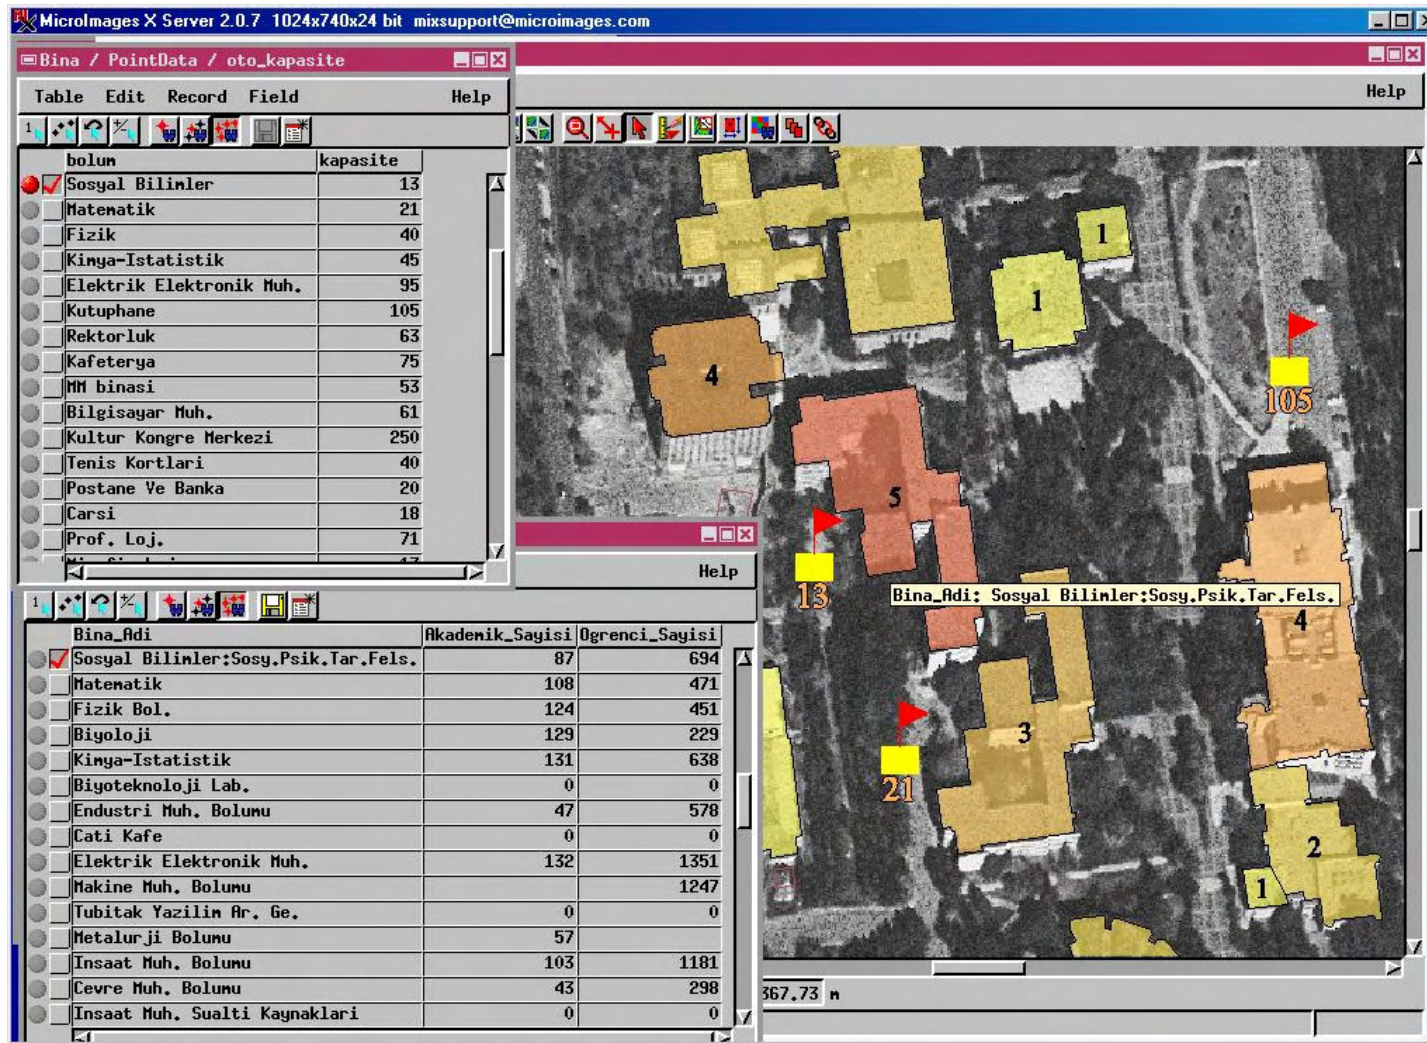 MicroImages X Server 2.0.7 1024x740x24 bit mixsupport@microimages.com
Bina / PointData / oto_kapasite
Table Edit Record Field Help
Help
bolum kapasite
Sosyal Bilimler 13
Matematik 21
Fizik 40
Kimya-Istatistik 45
Elektrik Elektronik Muh. 95
Kutuphane 105
Rektorluk 63
Kafeterya 75
MM binasi 53
Bilgisayar Muh. 61
Kultur Kongre Merkezi 250
Tenis Kortlari 40
Postane Ve Banka 20
Carsi 18
Prof. Loj. 71
Help
Bina_Adi Akademik_Sayisi Ogrenci_Sayisi
Sosyal Bilimler:Sosy.Psik.Tar.Fels. 87 694
Matematik 108 471
Fizik Bol. 124 451
Biyoloji 129 229
Kimya-Istatistik 131 638
Biyoteknoloji Lab. 0 0
Endustri Muh. Bolumu 47 578
Cati Kafe 0 0
Elektrik Elektronik Muh. 132 1351
Makine Muh. Bolumu 1247
Tubitak Yazilim Ar. Ge. 0 0
Metalurji Bolumu 57
Insaat Muh. Bolumu 103 1181
Cevre Muh. Bolumu 43 298
Insaat Muh. Sualti Kaynaklari 0 0
1
1
4
105
5
13
Bina_Adi: Sosyal Bilimler:Sosy.Psik.Tar.Fels.
4
3
21
2
1
367.73 m